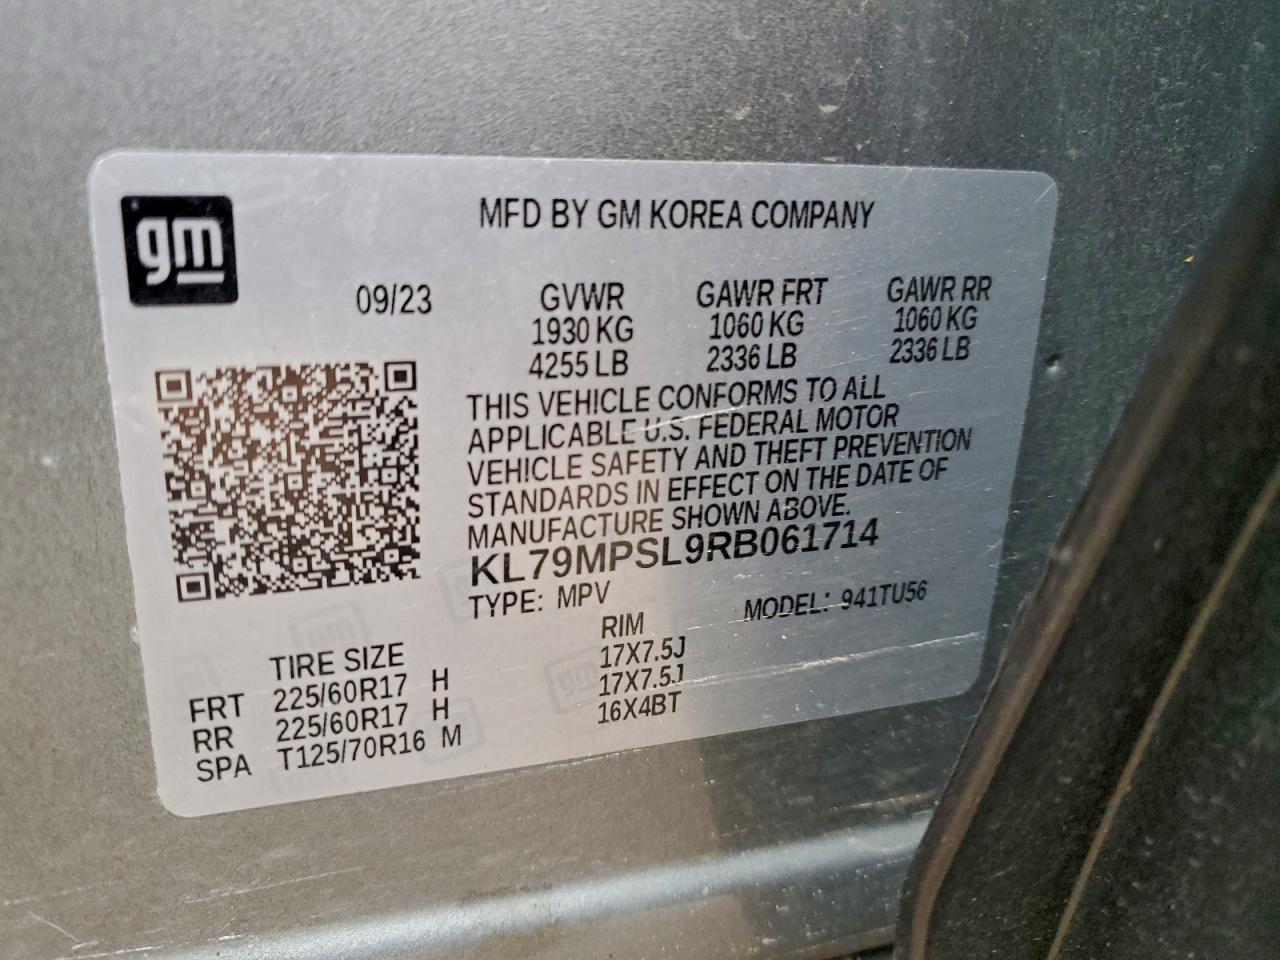 gm
MFD BY GM KOREA COMPANY
09/23 GVWR GAWR FRT GAWR RR
1930 KG 1060 KG 1060 KG
4255 LB 2336 LB 2336 LB
THIS VEHICLE CONFORMS TO ALL
APPLICABLE U.S. FEDERAL MOTOR
VEHICLE SAFETY AND THEFT PREVENTION
STANDARDS IN EFFECT ON THE DATE OF
MANUFACTURE SHOWN ABOVE.
KL79MPSL9RB061714
TYPE: MPV MODEL: 941TU56
TIRE SIZE RIM
FRT 225/60R17 H 17X7.5J
RR 225/60R17 H 17X7.5J
SPA T125/70R16 M 16X4BT